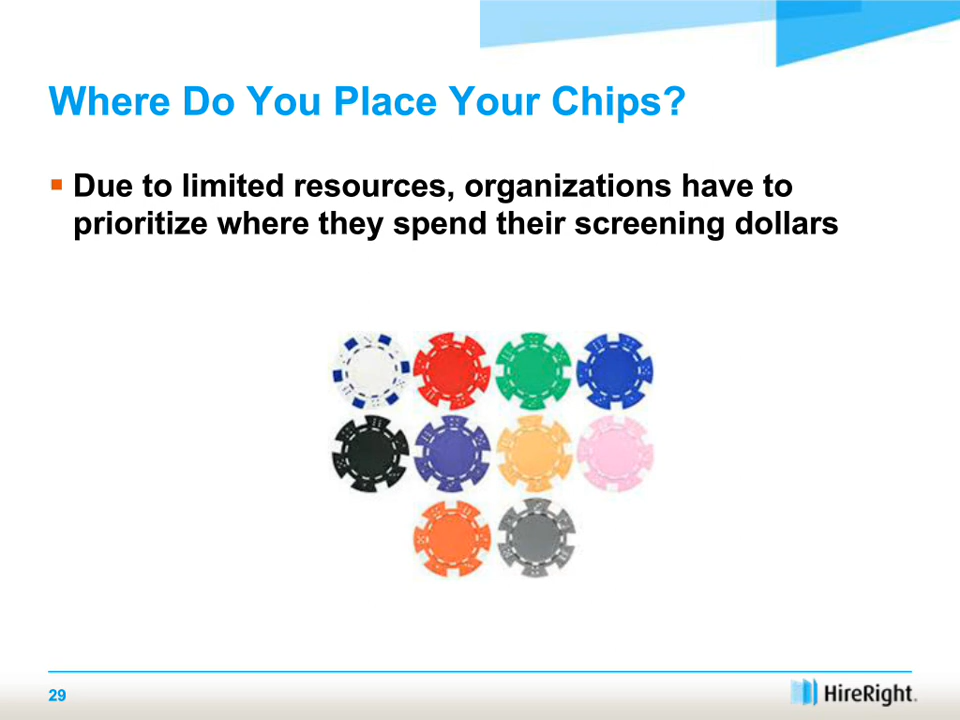 Where Do You Place Your Chips?
Due to limited resources, organizations have to
prioritize where they spend their screening dollars
29
HireRight.